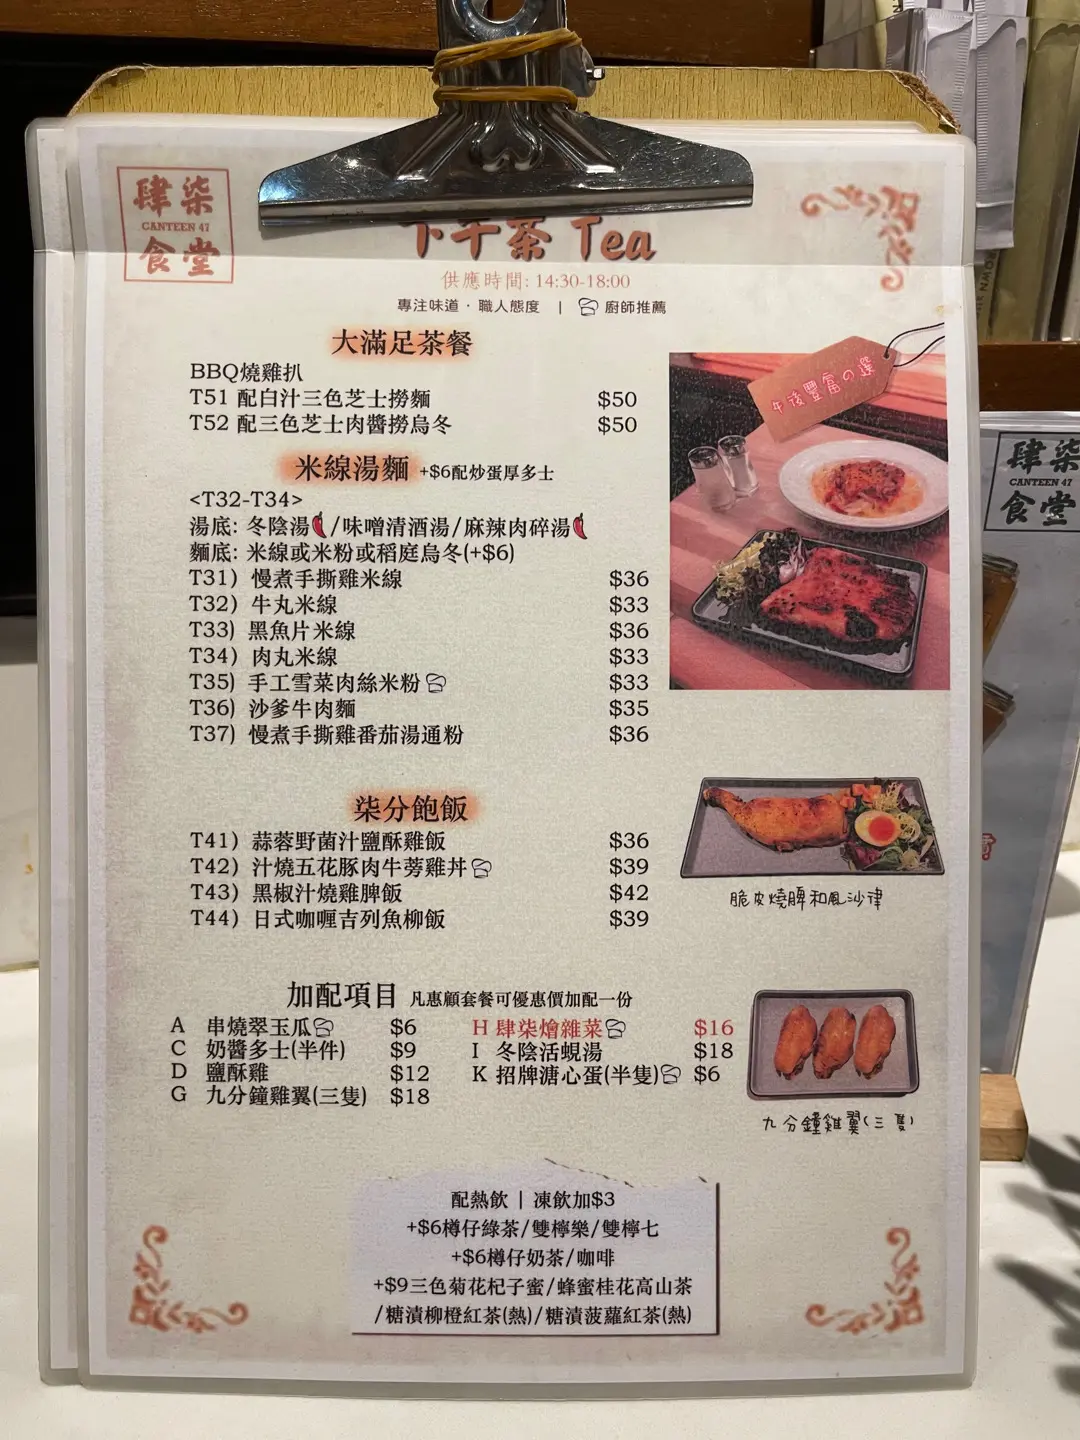 肆柒
CANTEEN 47
食堂
下午茶 Tea
供應時間: 14:30-18:00
專注味道 · 職人態度 | 廚師推薦
大滿足茶餐
BBQ燒雞扒
T51 配白汁三色芝士撈麵 $50
T52 配三色芝士肉醬撈烏冬 $50
午後豐富の選
米線湯麵 +$6配炒蛋厚多士
<T32-T34>
湯底: 冬陰湯/味噌清酒湯/麻辣肉碎湯
麵底: 米線或米粉或稻庭烏冬(+$6)
T31) 慢煮手撕雞米線 $36
T32) 牛丸米線 $33
T33) 黑魚片米線 $36
T34) 肉丸米線 $33
T35) 手工雪菜肉絲米粉 $33
T36) 沙爹牛肉麵 $35
T37) 慢煮手撕雞番茄湯通粉 $36
柒分飽飯
T41) 蒜蓉野菌汁鹽酥雞飯 $36
T42) 汁燒五花豚肉牛蒡雞丼 $39
T43) 黑椒汁燒雞脾飯 $42
T44) 日式咖喱吉列魚柳飯 $39
脆皮燒脾和風沙律
加配項目 凡惠顧套餐可優惠價加配一份
A 串燒翠玉瓜 $6
C 奶醬多士(半件) $9
D 鹽酥雞 $12
G 九分鐘雞翼(三隻) $18
H 肆柒燴雜菜 $16
I 冬陰活蜆湯 $18
K 招牌溏心蛋(半隻) $6
九分鐘雞翼(三隻)
配熱飲 | 凍飲加$3
+$6樽仔綠茶/雙檸樂/雙檸七
+$6樽仔奶茶/咖啡
+$9三色菊花杞子蜜/蜂蜜桂花高山茶
/糖漬柳橙紅茶(熱)/糖漬菠蘿紅茶(熱)
肆柒
CANTEEN 47
食堂